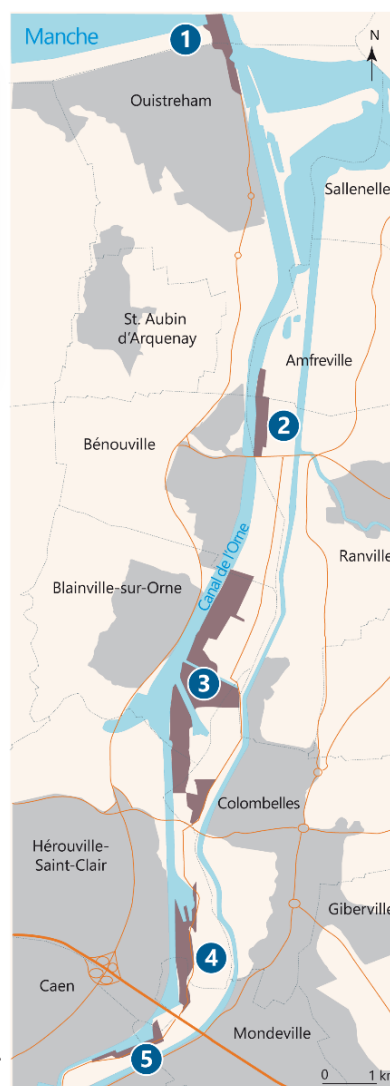 Manche
1
N
Ouistreham
Sallenelle
St. Aubin
d'Arquenay
Amfreville
2
Bénouville
Canal de l'Orne
Ranville
Blainville-sur-Orne
3
Colombelles
Hérouville-
Saint-Clair
Giberville
4
Caen
Mondeville
5
0 1 km